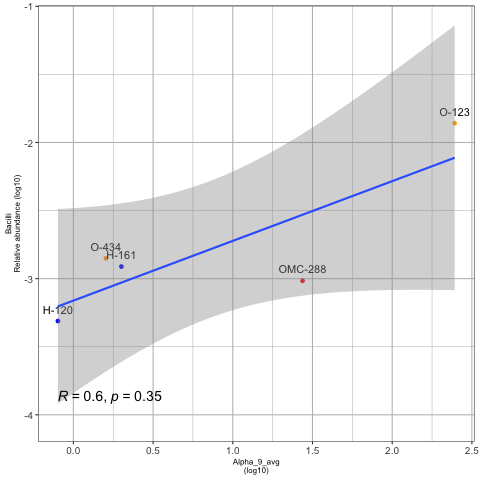 -1
O-123
-2
Bacilli
Relative abundance (log10)
O-434
H-161
OMC-288
-3
H-120
R = 0.6, p = 0.35
-4
0.0 0.5 1.0 1.5 2.0 2.5
Alpha_9_avg
(log10)